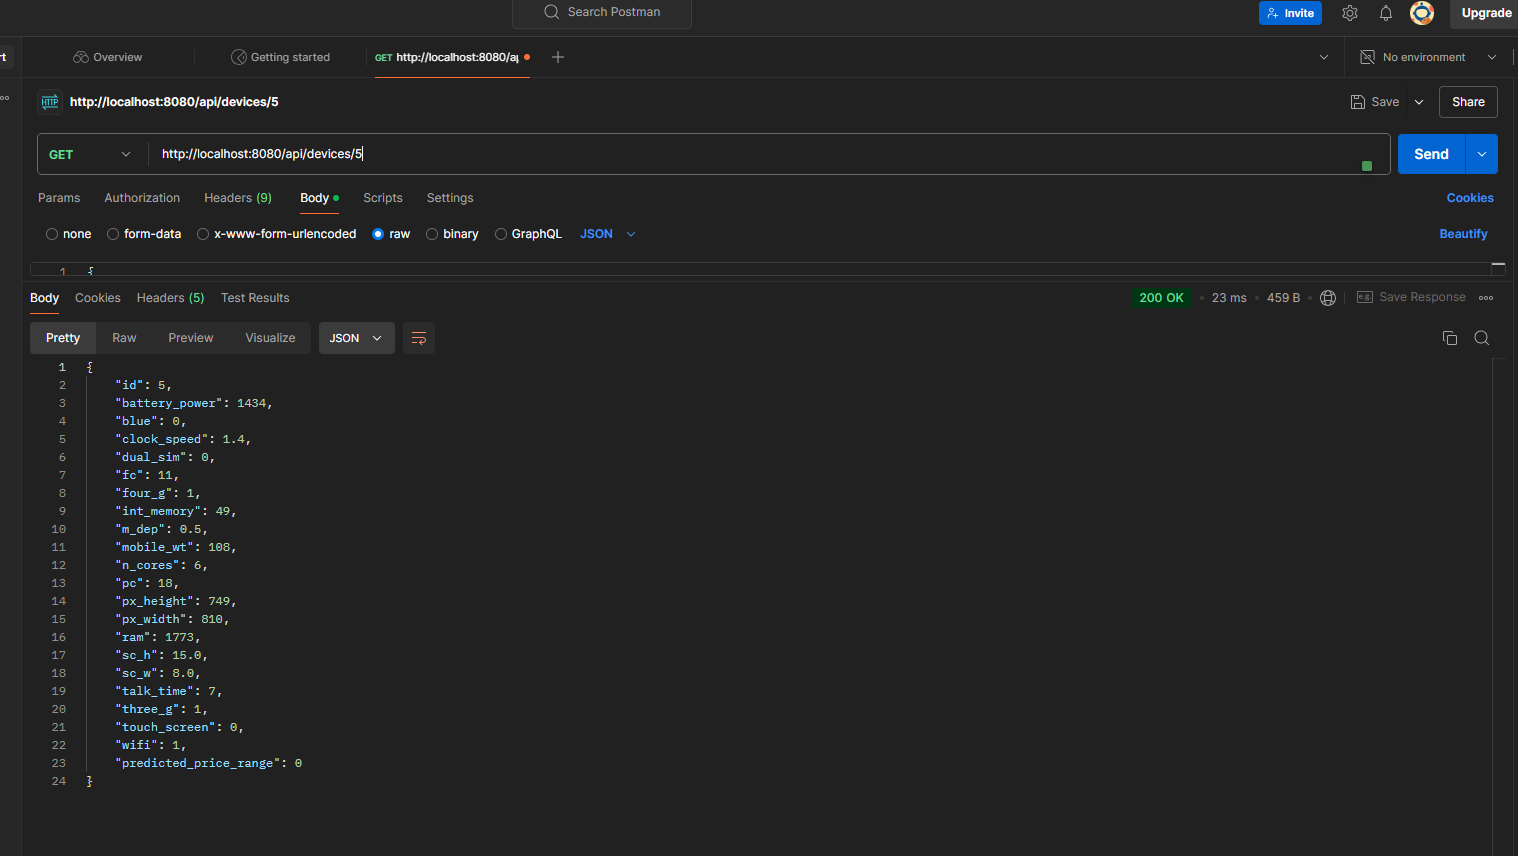 Search Postman
Invite
Upgrade
rt
Overview
Getting started
GET http://localhost:8080/a
No environment
HTTP http://localhost:8080/api/devices/5
Save
Share
GET
http://localhost:8080/api/devices/5
Send
Params
Authorization
Headers (9)
Body
Scripts
Settings
Cookies
none
form-data
x-www-form-urlencoded
raw
binary
GraphQL
JSON
Beautify
1 {
Body
Cookies
Headers (5)
Test Results
200 OK
23 ms
459 B
e.g. Save Response
Pretty
Raw
Preview
Visualize
JSON
1 {
2 "id": 5,
3 "battery_power": 1434,
4 "blue": 0,
5 "clock_speed": 1.4,
6 "dual_sim": 0,
7 "fc": 11,
8 "four_g": 1,
9 "int_memory": 49,
10 "m_dep": 0.5,
11 "mobile_wt": 108,
12 "n_cores": 6,
13 "pc": 18,
14 "px_height": 749,
15 "px_width": 810,
16 "ram": 1773,
17 "sc_h": 15.0,
18 "sc_w": 8.0,
19 "talk_time": 7,
20 "three_g": 1,
21 "touch_screen": 0,
22 "wifi": 1,
23 "predicted_price_range": 0
24 }